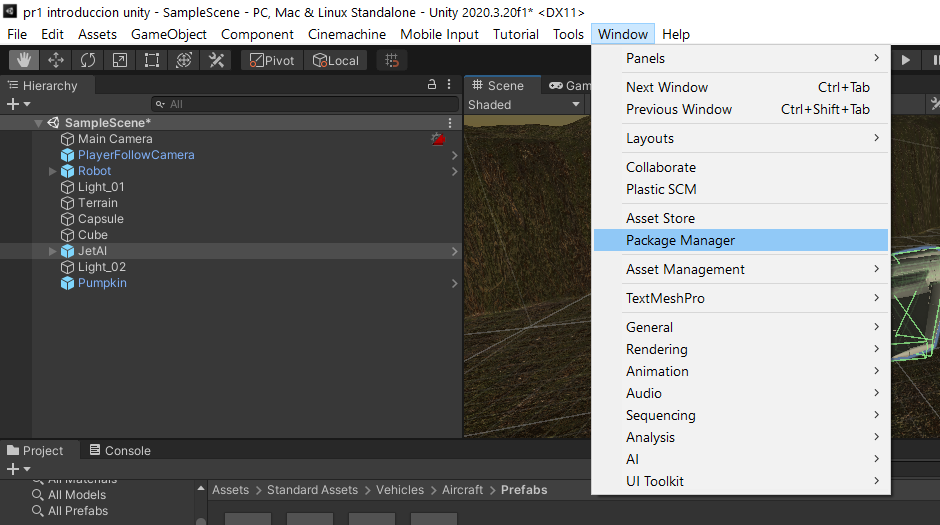 pr1 introduccion unity - SampleScene - PC, Mac & Linux Standalone - Unity 2020.3.20f1* <DX11>
File Edit Assets GameObject Component Cinemachine Mobile Input Tutorial Tools Window Help
Pivot Local
Hierarchy
All
SampleScene*
Main Camera
PlayerFollowCamera
Robot
Light_01
Terrain
Capsule
Cube
JetAI
Light_02
Pumpkin
Scene Gam
Shaded
Panels
Next Window Ctrl+Tab
Previous Window Ctrl+Shift+Tab
Layouts
Collaborate
Plastic SCM
Asset Store
Package Manager
Asset Management
TextMeshPro
General
Rendering
Animation
Audio
Sequencing
Analysis
AI
UI Toolkit
Project Console
All Materials
All Models
All Prefabs
Assets > Standard Assets > Vehicles > Aircraft > Prefabs